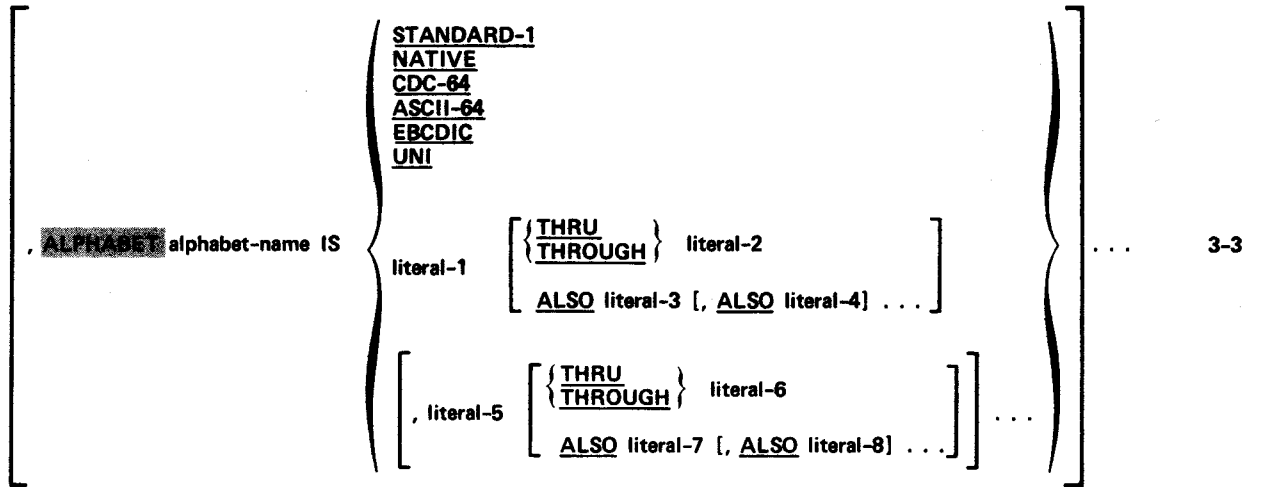 STANDARD-1
NATIVE
CDC-64
ASCII-64
EBCDIC
UNI
, ALPHABET alphabet-name IS
literal-1
THRU
THROUGH
literal-2
ALSO literal-3 [, ALSO literal-4] . . .
. . . 3-3
, literal-5
THRU
THROUGH
literal-6
ALSO literal-7 [, ALSO literal-8] . . .
. . .